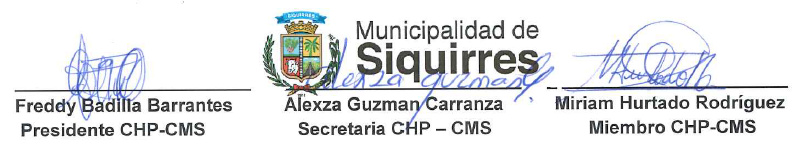 SIQUIRRES
Municipalidad de
Siquirres
Alexza Guzman C
Freddy Badilla Barrantes
Alexza Guzman Carranza
Miriam Hurtado Rodríguez
Presidente CHP-CMS
Secretaria CHP – CMS
Miembro CHP-CMS